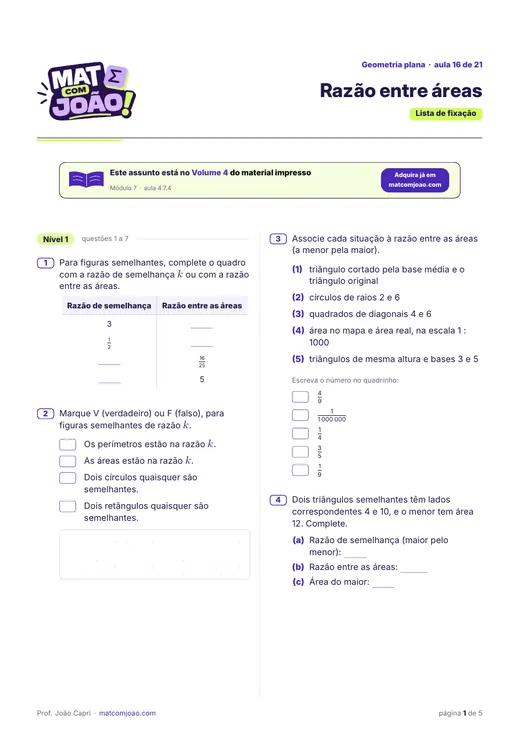 MAT Σ
COM
JOÃO!
Geometria plana · aula 16 de 21
Razão entre áreas
Lista de fixação
Este assunto está no Volume 4 do material impresso
Módulo 7 · aula 4.7.4
Adquira já em
matcomjoao.com
Nível 1 questões 1 a 7
1 Para figuras semelhantes, complete o quadro
com a razão de semelhança k ou com a razão
entre as áreas.
Razão de semelhança Razão entre as áreas
3 ____
1/2 ____
____ 16/25
____ 5
2 Marque V (verdadeiro) ou F (falso), para
figuras semelhantes de razão k.
Os perímetros estão na razão k.
As áreas estão na razão k.
Dois círculos quaisquer são
semelhantes.
Dois retângulos quaisquer são
semelhantes.
3 Associe cada situação à razão entre as áreas
(a menor pela maior).
(1) triângulo cortado pela base média e o
triângulo original
(2) círculos de raios 2 e 6
(3) quadrados de diagonais 4 e 6
(4) área no mapa e área real, na escala 1 :
1000
(5) triângulos de mesma altura e bases 3 e 5
Escreva o número no quadrinho:
4/9
1/1 000 000
1/4
3/5
1/9
4 Dois triângulos semelhantes têm lados
correspondentes 4 e 10, e o menor tem área
12. Complete.
(a) Razão de semelhança (maior pelo
menor): ____
(b) Razão entre as áreas: ____
(c) Área do maior: ____
Prof. João Capri · matcomjoao.com
página 1 de 5